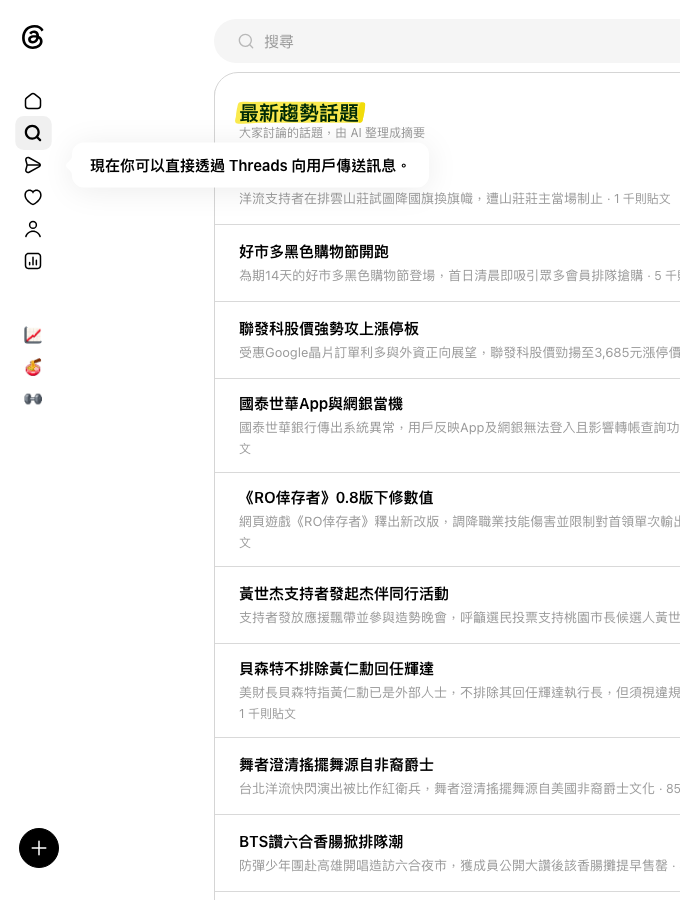 搜尋
最新趨勢話題
大家討論的話題，由 AI 整理成摘要
現在你可以直接透過 Threads 向用戶傳送訊息。
洋流支持者在排雲山莊試圖降國旗換旗幟，遭山莊莊主當場制止 · 1 千則貼文
好市多黑色購物節開跑
為期14天的好市多黑色購物節登場，首日清晨即吸引眾多會員排隊搶購 · 5 千
聯發科股價強勢攻上漲停板
受惠Google晶片訂單利多與外資正向展望，聯發科股價勁揚至3,685元漲停價
國泰世華App與網銀當機
國泰世華銀行傳出系統異常，用戶反映App及網銀無法登入且影響轉帳查詢功
文
《RO倖存者》0.8版下修數值
網頁遊戲《RO倖存者》釋出新改版，調降職業技能傷害並限制對首領單次輸出
文
黃世杰支持者發起杰伴同行活動
支持者發放應援飄帶並參與造勢晚會，呼籲選民投票支持桃園市長候選人黃世
貝森特不排除黃仁勳回任輝達
美財長貝森特指黃仁勳已是外部人士，不排除其回任輝達執行長，但須視違規
1 千則貼文
舞者澄清搖擺舞源自非裔爵士
台北洋流快閃演出被比作紅衛兵，舞者澄清搖擺舞源自美國非裔爵士文化 · 85
BTS讚六合香腸掀排隊潮
防彈少年團赴高雄開唱造訪六合夜市，獲成員公開大讚後該香腸攤提早售罄 ·